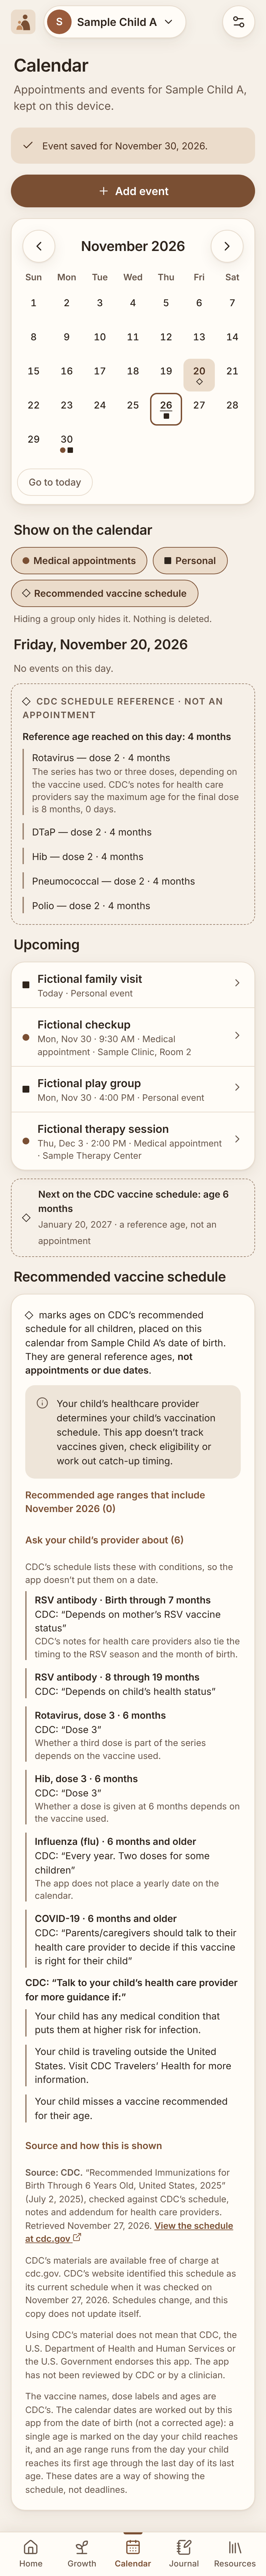 S Sample Child A
Calendar
Appointments and events for Sample Child A,
kept on this device.
Event saved for November 30, 2026.
+ Add event
November 2026
Sun Mon Tue Wed Thu Fri Sat
1 2 3 4 5 6 7
8 9 10 11 12 13 14
15 16 17 18 19 20 21
22 23 24 25 26 27 28
29 30
Go to today
Show on the calendar
Medical appointments Personal
Recommended vaccine schedule
Hiding a group only hides it. Nothing is deleted.
Friday, November 20, 2026
No events on this day.
CDC SCHEDULE REFERENCE · NOT AN
APPOINTMENT
Reference age reached on this day: 4 months
Rotavirus — dose 2 · 4 months
The series has two or three doses, depending on
the vaccine used. CDC’s notes for health care
providers say the maximum age for the final dose
is 8 months, 0 days.
DTaP — dose 2 · 4 months
Hib — dose 2 · 4 months
Pneumococcal — dose 2 · 4 months
Polio — dose 2 · 4 months
Upcoming
Fictional family visit
Today · Personal event
Fictional checkup
Mon, Nov 30 · 9:30 AM · Medical
appointment · Sample Clinic, Room 2
Fictional play group
Mon, Nov 30 · 4:00 PM · Personal event
Fictional therapy session
Thu, Dec 3 · 2:00 PM · Medical appointment
· Sample Therapy Center
Next on the CDC vaccine schedule: age 6
months
January 20, 2027 · a reference age, not an
appointment
Recommended vaccine schedule
marks ages on CDC’s recommended
schedule for all children, placed on this
calendar from Sample Child A’s date of birth.
They are general reference ages, not
appointments or due dates.
Your child’s healthcare provider
determines your child’s vaccination
schedule. This app doesn’t track
vaccines given, check eligibility or
work out catch-up timing.
Recommended age ranges that include
November 2026 (0)
Ask your child’s provider about (6)
CDC’s schedule lists these with conditions, so the
app doesn’t put them on a date.
RSV antibody · Birth through 7 months
CDC: “Depends on mother’s RSV vaccine
status”
CDC’s notes for health care providers also tie the
timing to the RSV season and the month of birth.
RSV antibody · 8 through 19 months
CDC: “Depends on child’s health status”
Rotavirus, dose 3 · 6 months
CDC: “Dose 3”
Whether a third dose is part of the series
depends on the vaccine used.
Hib, dose 3 · 6 months
CDC: “Dose 3”
Whether a dose is given at 6 months depends on
the vaccine used.
Influenza (flu) · 6 months and older
CDC: “Every year. Two doses for some
children”
The app does not place a yearly date on the
calendar.
COVID-19 · 6 months and older
CDC: “Parents/caregivers should talk to their
health care provider to decide if this vaccine
is right for their child”
CDC: “Talk to your child’s health care provider
for more guidance if:”
Your child has any medical condition that
puts them at higher risk for infection.
Your child is traveling outside the United
States. Visit CDC Travelers’ Health for more
information.
Your child misses a vaccine recommended
for their age.
Source and how this is shown
Source: CDC. “Recommended Immunizations for
Birth Through 6 Years Old, United States, 2025”
(July 2, 2025), checked against CDC’s schedule,
notes and addendum for health care providers.
Retrieved November 27, 2026. View the schedule
at cdc.gov
CDC’s materials are available free of charge at
cdc.gov. CDC’s website identified this schedule as
its current schedule when it was checked on
November 27, 2026. Schedules change, and this
copy does not update itself.
Using CDC’s material does not mean that CDC, the
U.S. Department of Health and Human Services or
the U.S. Government endorses this app. The app
has not been reviewed by CDC or by a clinician.
The vaccine names, dose labels and ages are
CDC’s. The calendar dates are worked out by this
app from the date of birth (not a corrected age): a
single age is marked on the day your child reaches
it, and an age range runs from the day your child
reaches its first age through the last day of its last
age. These dates are a way of showing the
schedule, not deadlines.
Home Growth Calendar Journal Resources